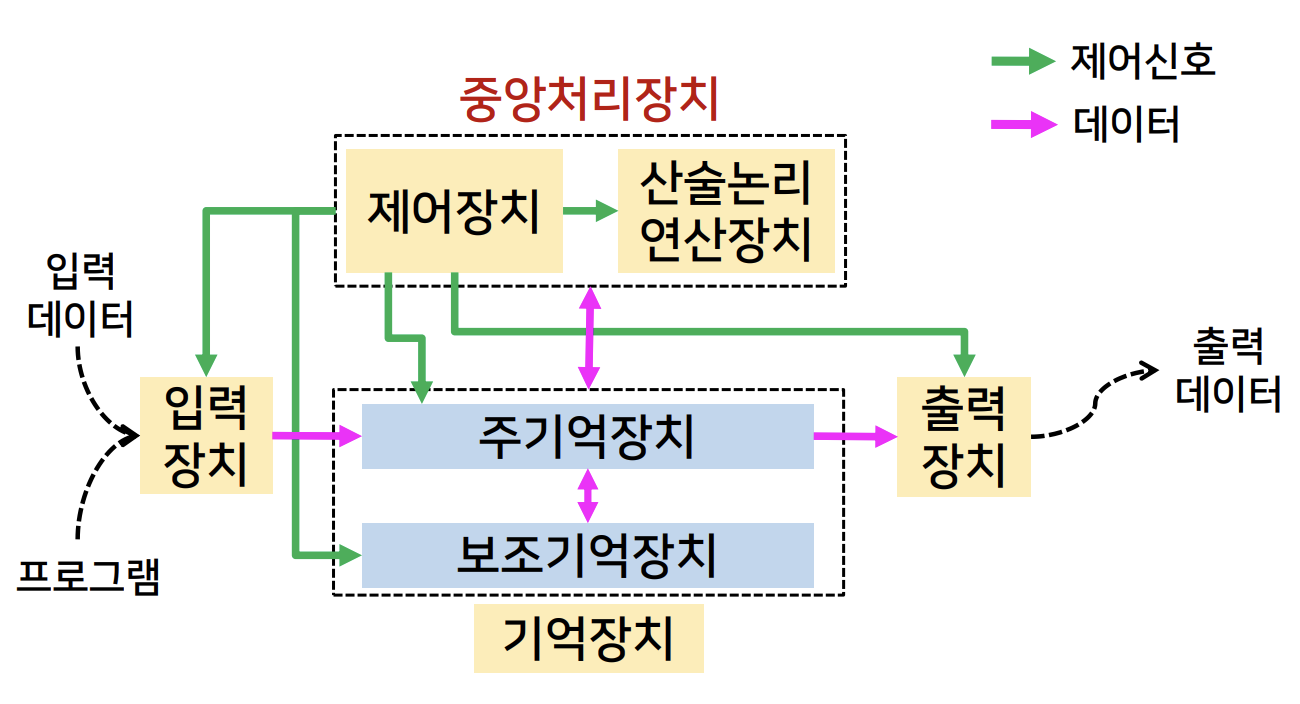 제어신호
데이터
중앙처리장치
제어장치
산술논리
연산장치
입력
데이터
프로그램
입력
장치
주기억장치
보조기억장치
기억장치
출력
장치
출력
데이터